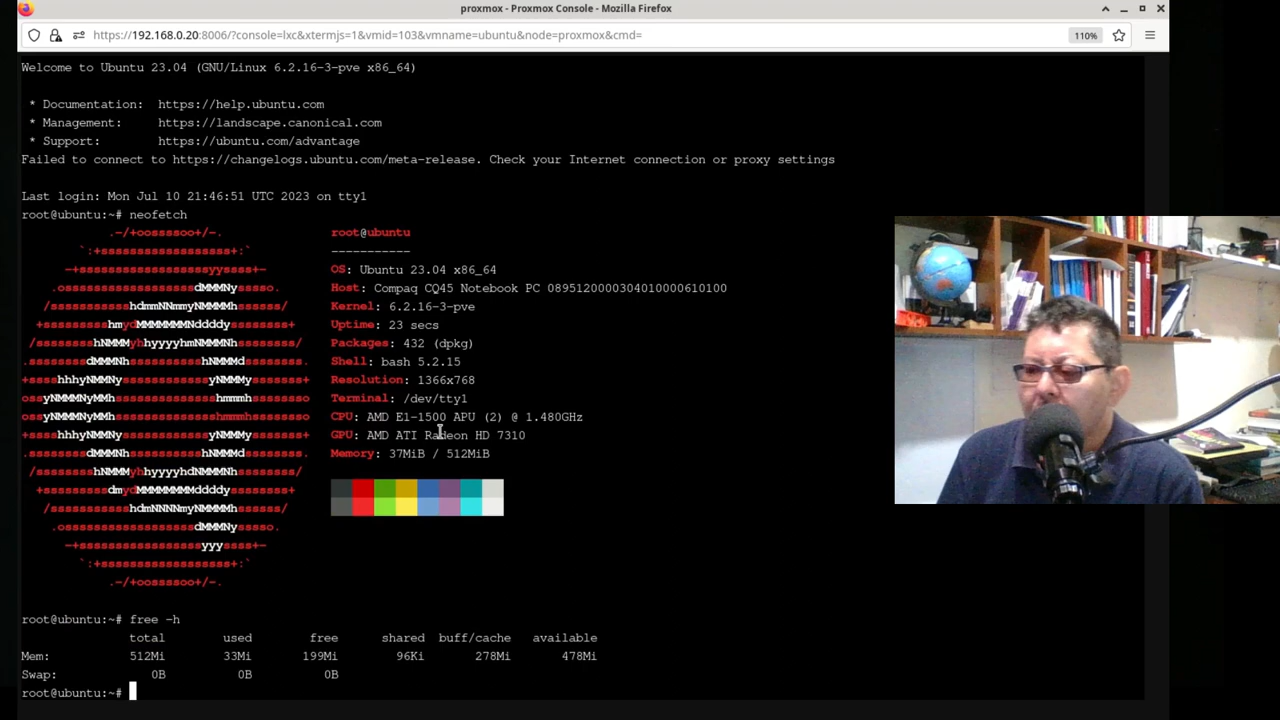 proxmox - Proxmox Console - Mozilla Firefox
https://192.168.0.20:8006/?console=lxc&xtermjs=1&vmid=103&vmname=ubuntu&node=proxmox&cmd=
110%
Welcome to Ubuntu 23.04 (GNU/Linux 6.2.16-3-pve x86_64)
* Documentation: https://help.ubuntu.com
* Management: https://landscape.canonical.com
* Support: https://ubuntu.com/advantage
Failed to connect to https://changelogs.ubuntu.com/meta-release. Check your Internet connection or proxy settings
Last login: Mon Jul 10 21:46:51 UTC 2023 on tty1
root@ubuntu:~# neofetch
root@ubuntu
-----------
OS: Ubuntu 23.04 x86_64
Host: Compaq CQ45 Notebook PC 0895120000304010000610100
Kernel: 6.2.16-3-pve
Uptime: 23 secs
Packages: 432 (dpkg)
Shell: bash 5.2.15
Resolution: 1366x768
Terminal: /dev/tty1
CPU: AMD E1-1500 APU (2) @ 1.480GHz
GPU: AMD ATI Radeon HD 7310
Memory: 37MiB / 512MiB
root@ubuntu:~# free -h
total used free shared buff/cache available
Mem: 512Mi 33Mi 199Mi 96Ki 278Mi 478Mi
Swap: 0B 0B 0B
root@ubuntu:~#